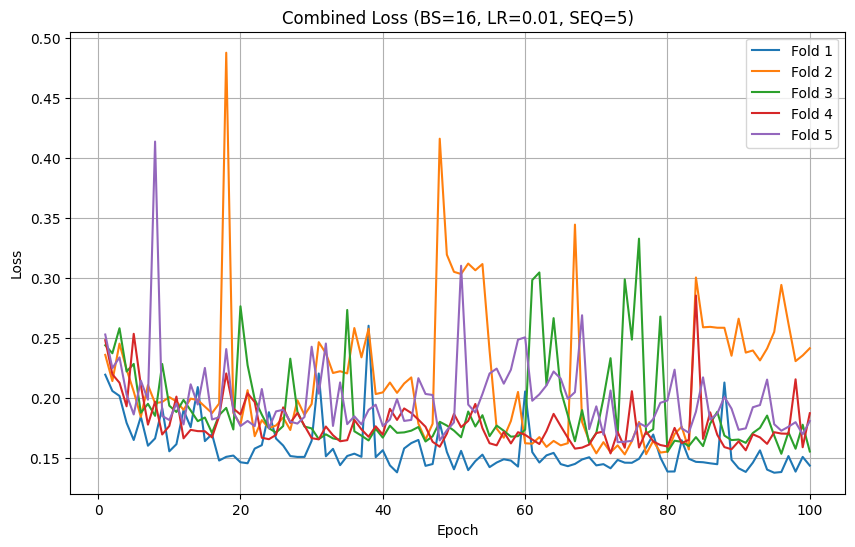 Combined Loss (BS=16, LR=0.01, SEQ=5)
0.50
0.45
0.40
0.35
0.30
0.25
0.20
0.15
Loss
0
20
40
60
80
100
Epoch
Fold 1
Fold 2
Fold 3
Fold 4
Fold 5